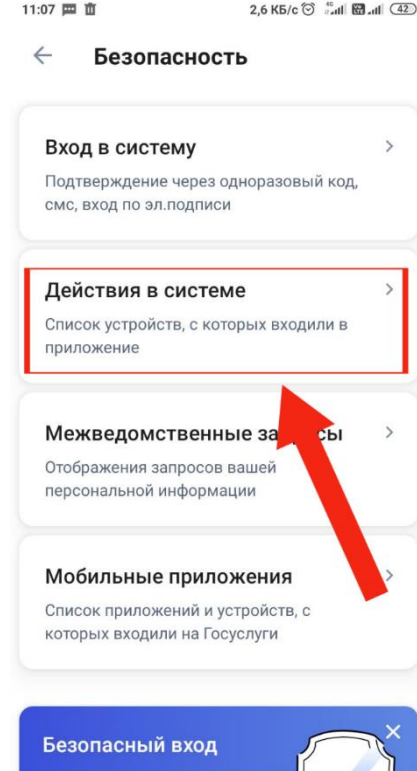 11:07 2,6 КБ/с 4G 42
Безопасность
Вход в систему
Подтверждение через одноразовый код,
смс, вход по эл.подписи
Действия в системе
Список устройств, с которых входили в
приложение
Межведомственные
Отображения запросов вашей
персональной информации
Мобильные приложения
Список приложений и устройств, с
которых входили на Госуслуги
Безопасный вход